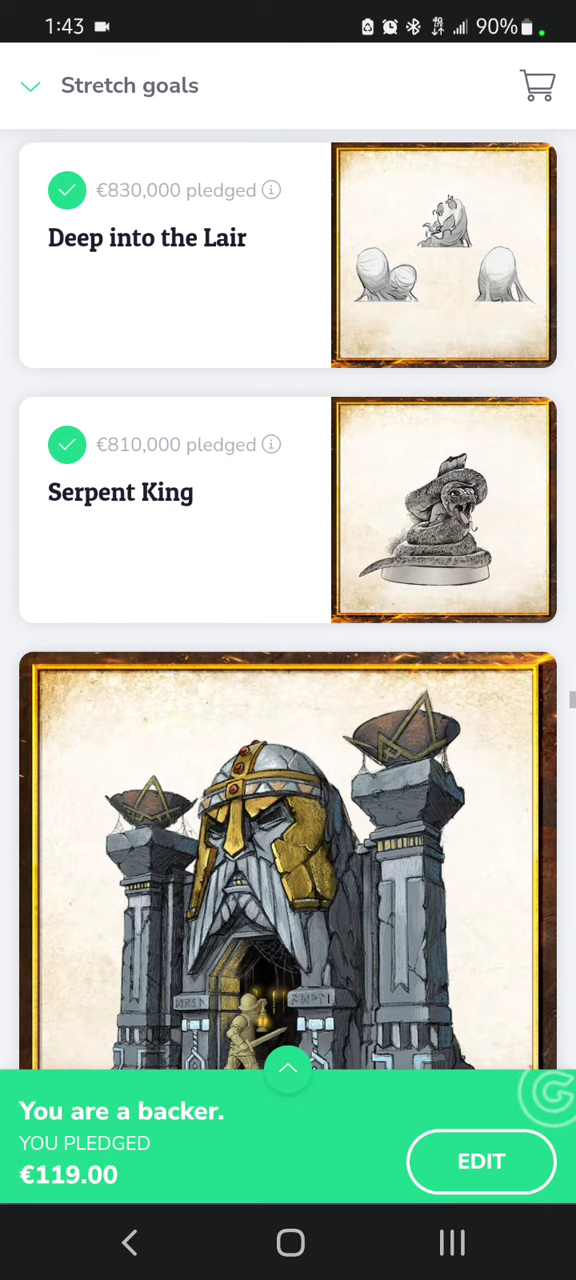 1:43
4G
90%
Stretch goals
€830,000 pledged
Deep into the Lair
€810,000 pledged
Serpent King
You are a backer.
YOU PLEDGED
€119.00
EDIT